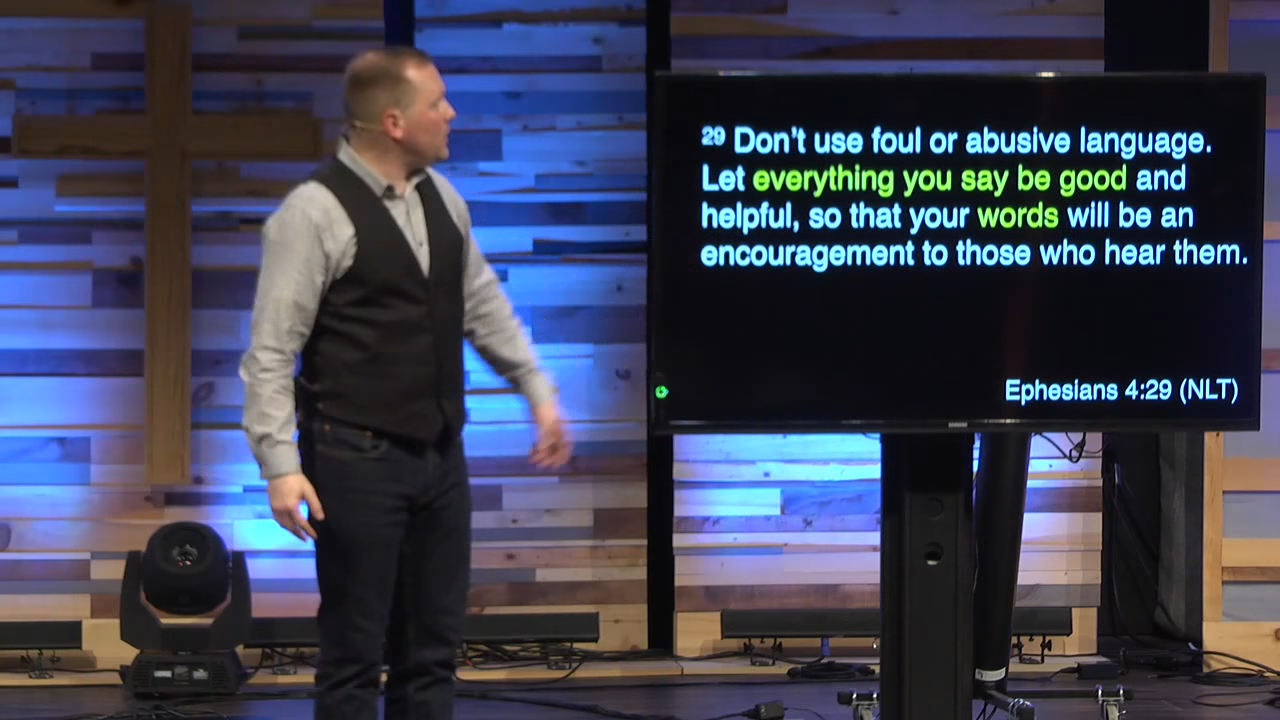 29 Don't use foul or abusive language.
Let everything you say be good and
helpful, so that your words will be an
encouragement to those who hear them.
Ephesians 4:29 (NLT)